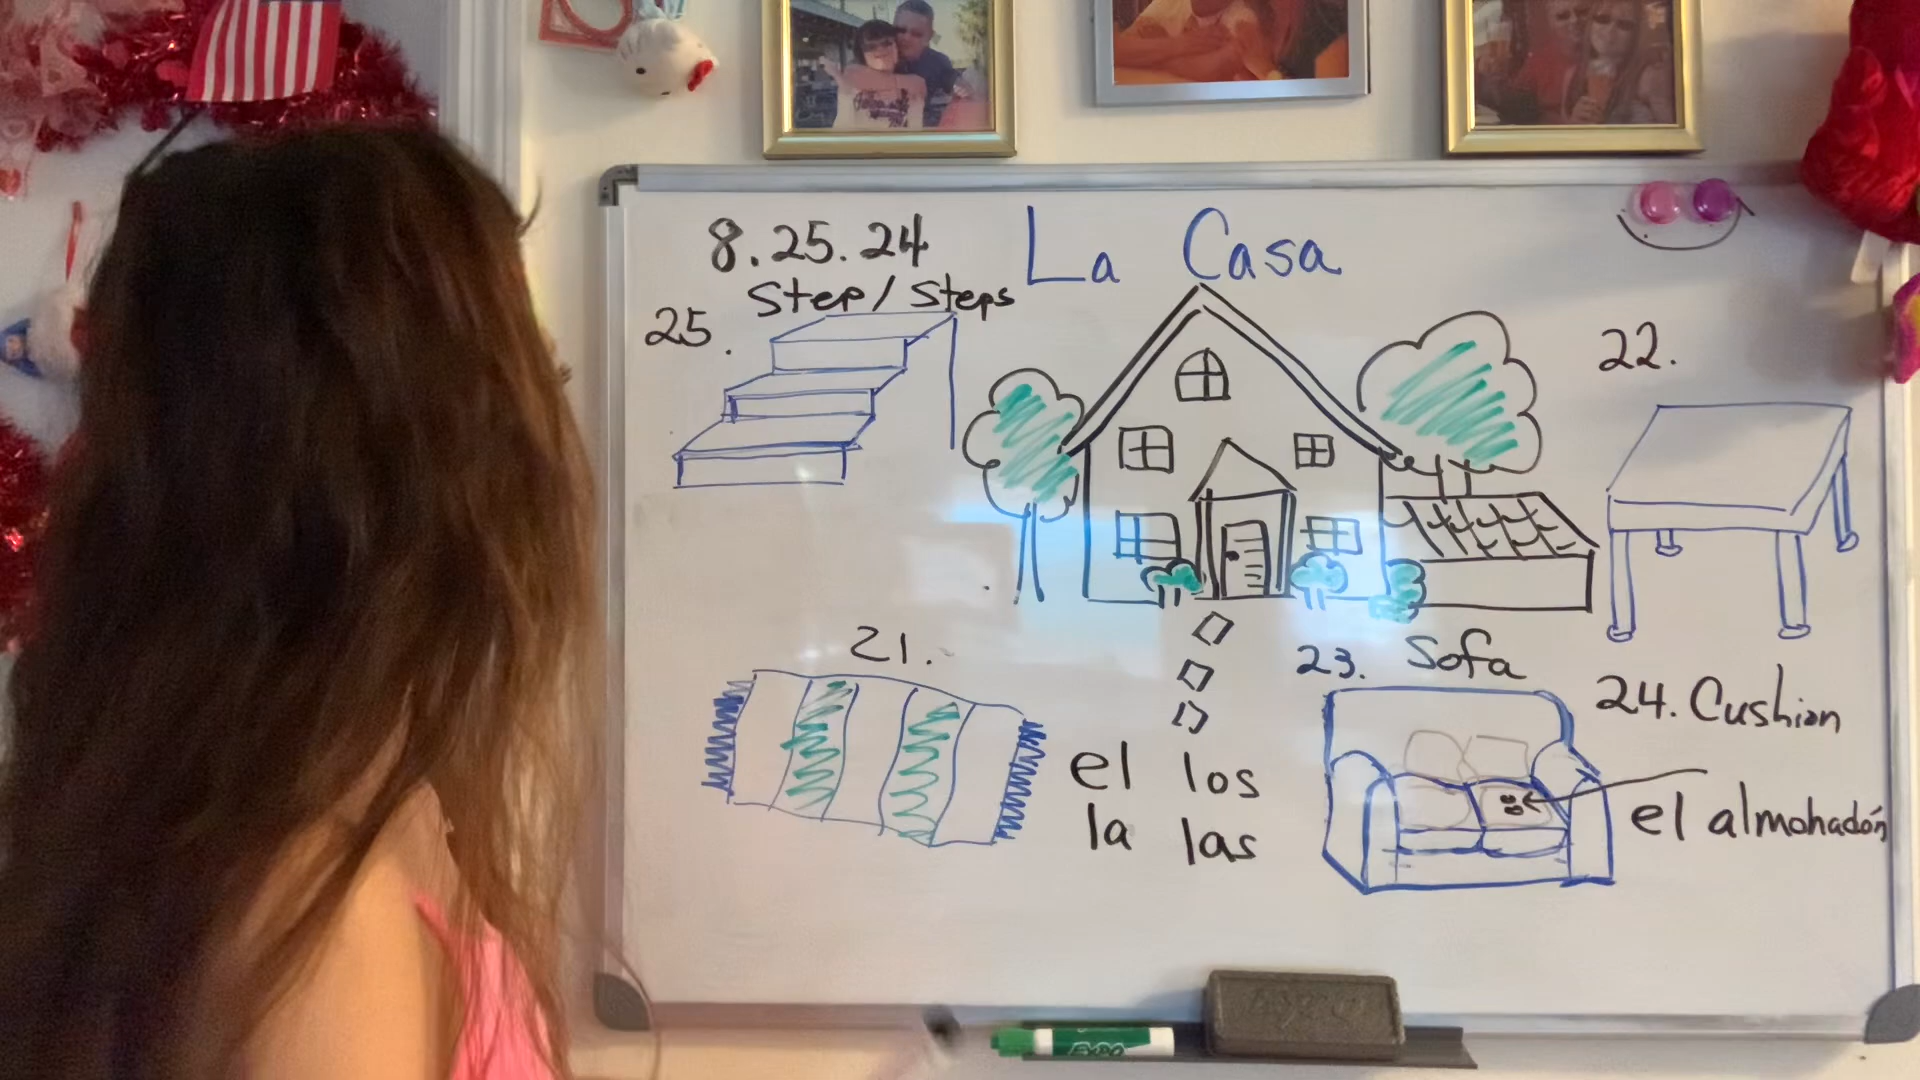 8.25.24
La Casa
Step/Steps
25.
22.
21.
23. Sofa
24. Cushion
el los
la las
el almohadón
EXPO